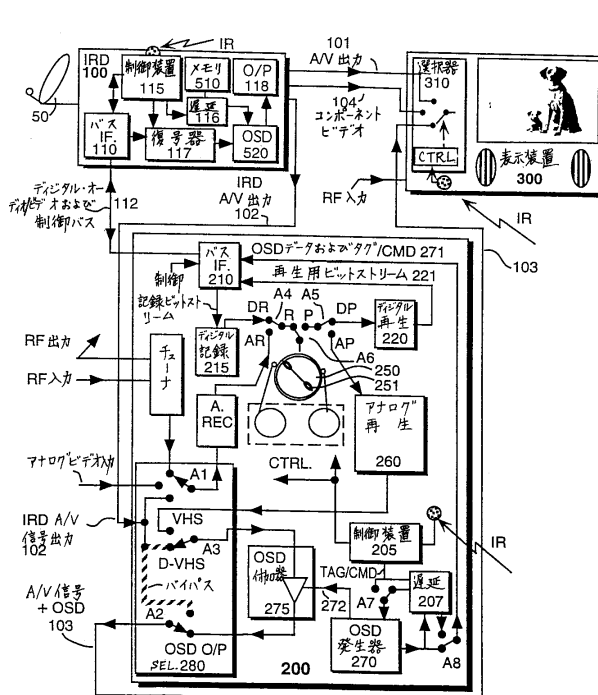 IR
IRD
100
制御装置
115
メモリ
510
O/P
118
遅延
116
バス
IF.
110
復号器
117
OSD
520
50
101
A/V 出力
104
コンポーネント
ビデオ
選択器
310
CTRL
表示装置
300
RF 入力
IR
103
ディジタル・オー
ディオ/ビデオおよび
制御バス
112
IRD
A/V 出力
102
OSDデータおよびタグ/CMD 271
バス
IF.
210
再生用ビットストリーム 221
制御
記録ビットスト
リーム
DR
A4
R
P
A5
DP
ディジタル
再生
220
ディジタル
記録
215
AR
AP
A6
250
251
RF 出力
RF 入力
チューナ
A.
REC
アナログ
再生
260
CTRL.
アナログビデオ入力
A1
IRD A/V
信号出力
102
VHS
A3
D-VHS
バイパス
制御装置
205
IR
A/V 信号
+ OSD
103
A2
OSD O/P
SEL. 280
OSD
付加器
275
TAG/CMD
272
A7
遅延
207
OSD
発生器
270
A8
200